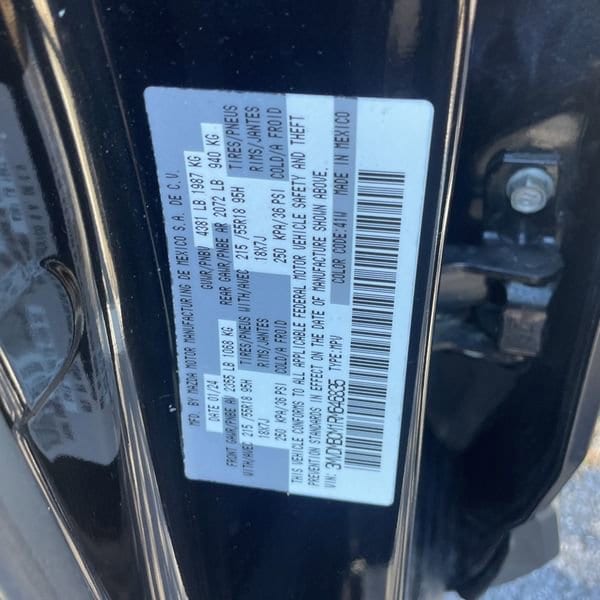 MFD. BY MAZDA MOTOR MANUFACTURING DE MEXICO S.A. DE C.V.
DATE 01/24 GVWR/PNBV 4381 LB 1987 KG
FRONT GAWR/PNBE AV 2355 LB 1068 KG REAR GAWR/PNBE AR 2072 LB 940 KG
WITH/AVEC 215 /55R18 95H TIRES/PNEUS WITH/AVEC 215 /55R18 95H TIRES/PNEUS
18X7J RIMS/JANTES 18X7J RIMS/JANTES
250 KPA/36 PSI COLD/A FROID 250 KPA/36 PSI COLD/A FROID
THIS VEHICLE CONFORMS TO ALL APPLICABLE FEDERAL MOTOR VEHICLE SAFETY AND THEFT
PREVENTION STANDARDS IN EFFECT ON THE DATE OF MANUFACTURE SHOWN ABOVE.
VIN: TYPE:MPV COLOR CODE:41W MADE IN MEXICO